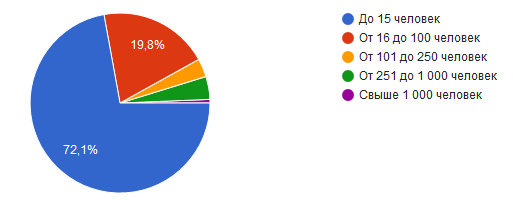 19,8%
72,1%
До 15 человек
От 16 до 100 человек
От 101 до 250 человек
От 251 до 1 000 человек
Свыше 1 000 человек